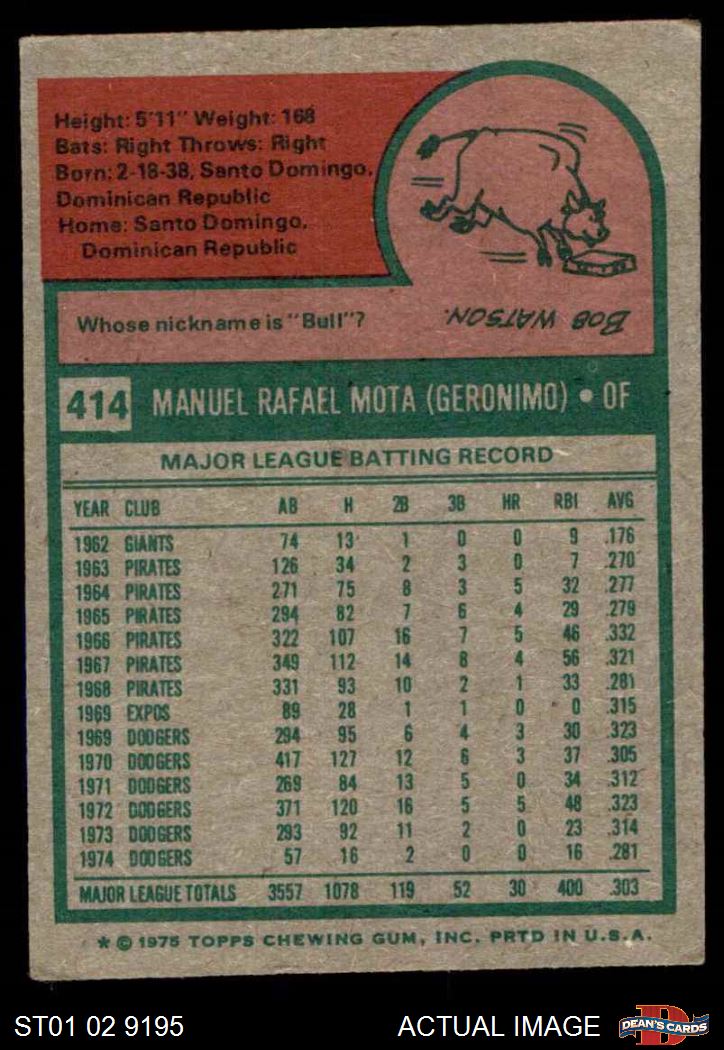 Height: 5'11" Weight: 168
Bats: Right Throws: Right
Born: 2-18-38, Santo Domingo,
Dominican Republic
Home: Santo Domingo,
Dominican Republic
Whose nickname is "Bull"?
BOB WATSON.
414 MANUEL RAFAEL MOTA (GERONIMO) • OF
MAJOR LEAGUE BATTING RECORD
YEAR CLUB AB H 2B 3B HR RBI AVG
1962 GIANTS 74 13 1 0 0 9 .176
1963 PIRATES 126 34 2 3 0 7 .270
1964 PIRATES 271 75 8 3 5 32 .277
1965 PIRATES 294 82 7 6 4 29 .279
1966 PIRATES 322 107 16 7 5 46 .332
1967 PIRATES 349 112 14 8 4 56 .321
1968 PIRATES 331 93 10 2 1 33 .281
1969 EXPOS 89 28 1 1 0 0 .315
1969 DODGERS 294 95 6 4 3 30 .323
1970 DODGERS 417 127 12 6 3 37 .305
1971 DODGERS 269 84 13 5 0 34 .312
1972 DODGERS 371 120 16 5 5 48 .323
1973 DODGERS 293 92 11 2 0 23 .314
1974 DODGERS 57 16 2 0 0 16 .281
MAJOR LEAGUE TOTALS 3557 1078 119 52 30 400 .303
* © 1975 TOPPS CHEWING GUM, INC. PRTD IN U.S.A.
ST01 02 9195 ACTUAL IMAGE D DEAN'S CARDS